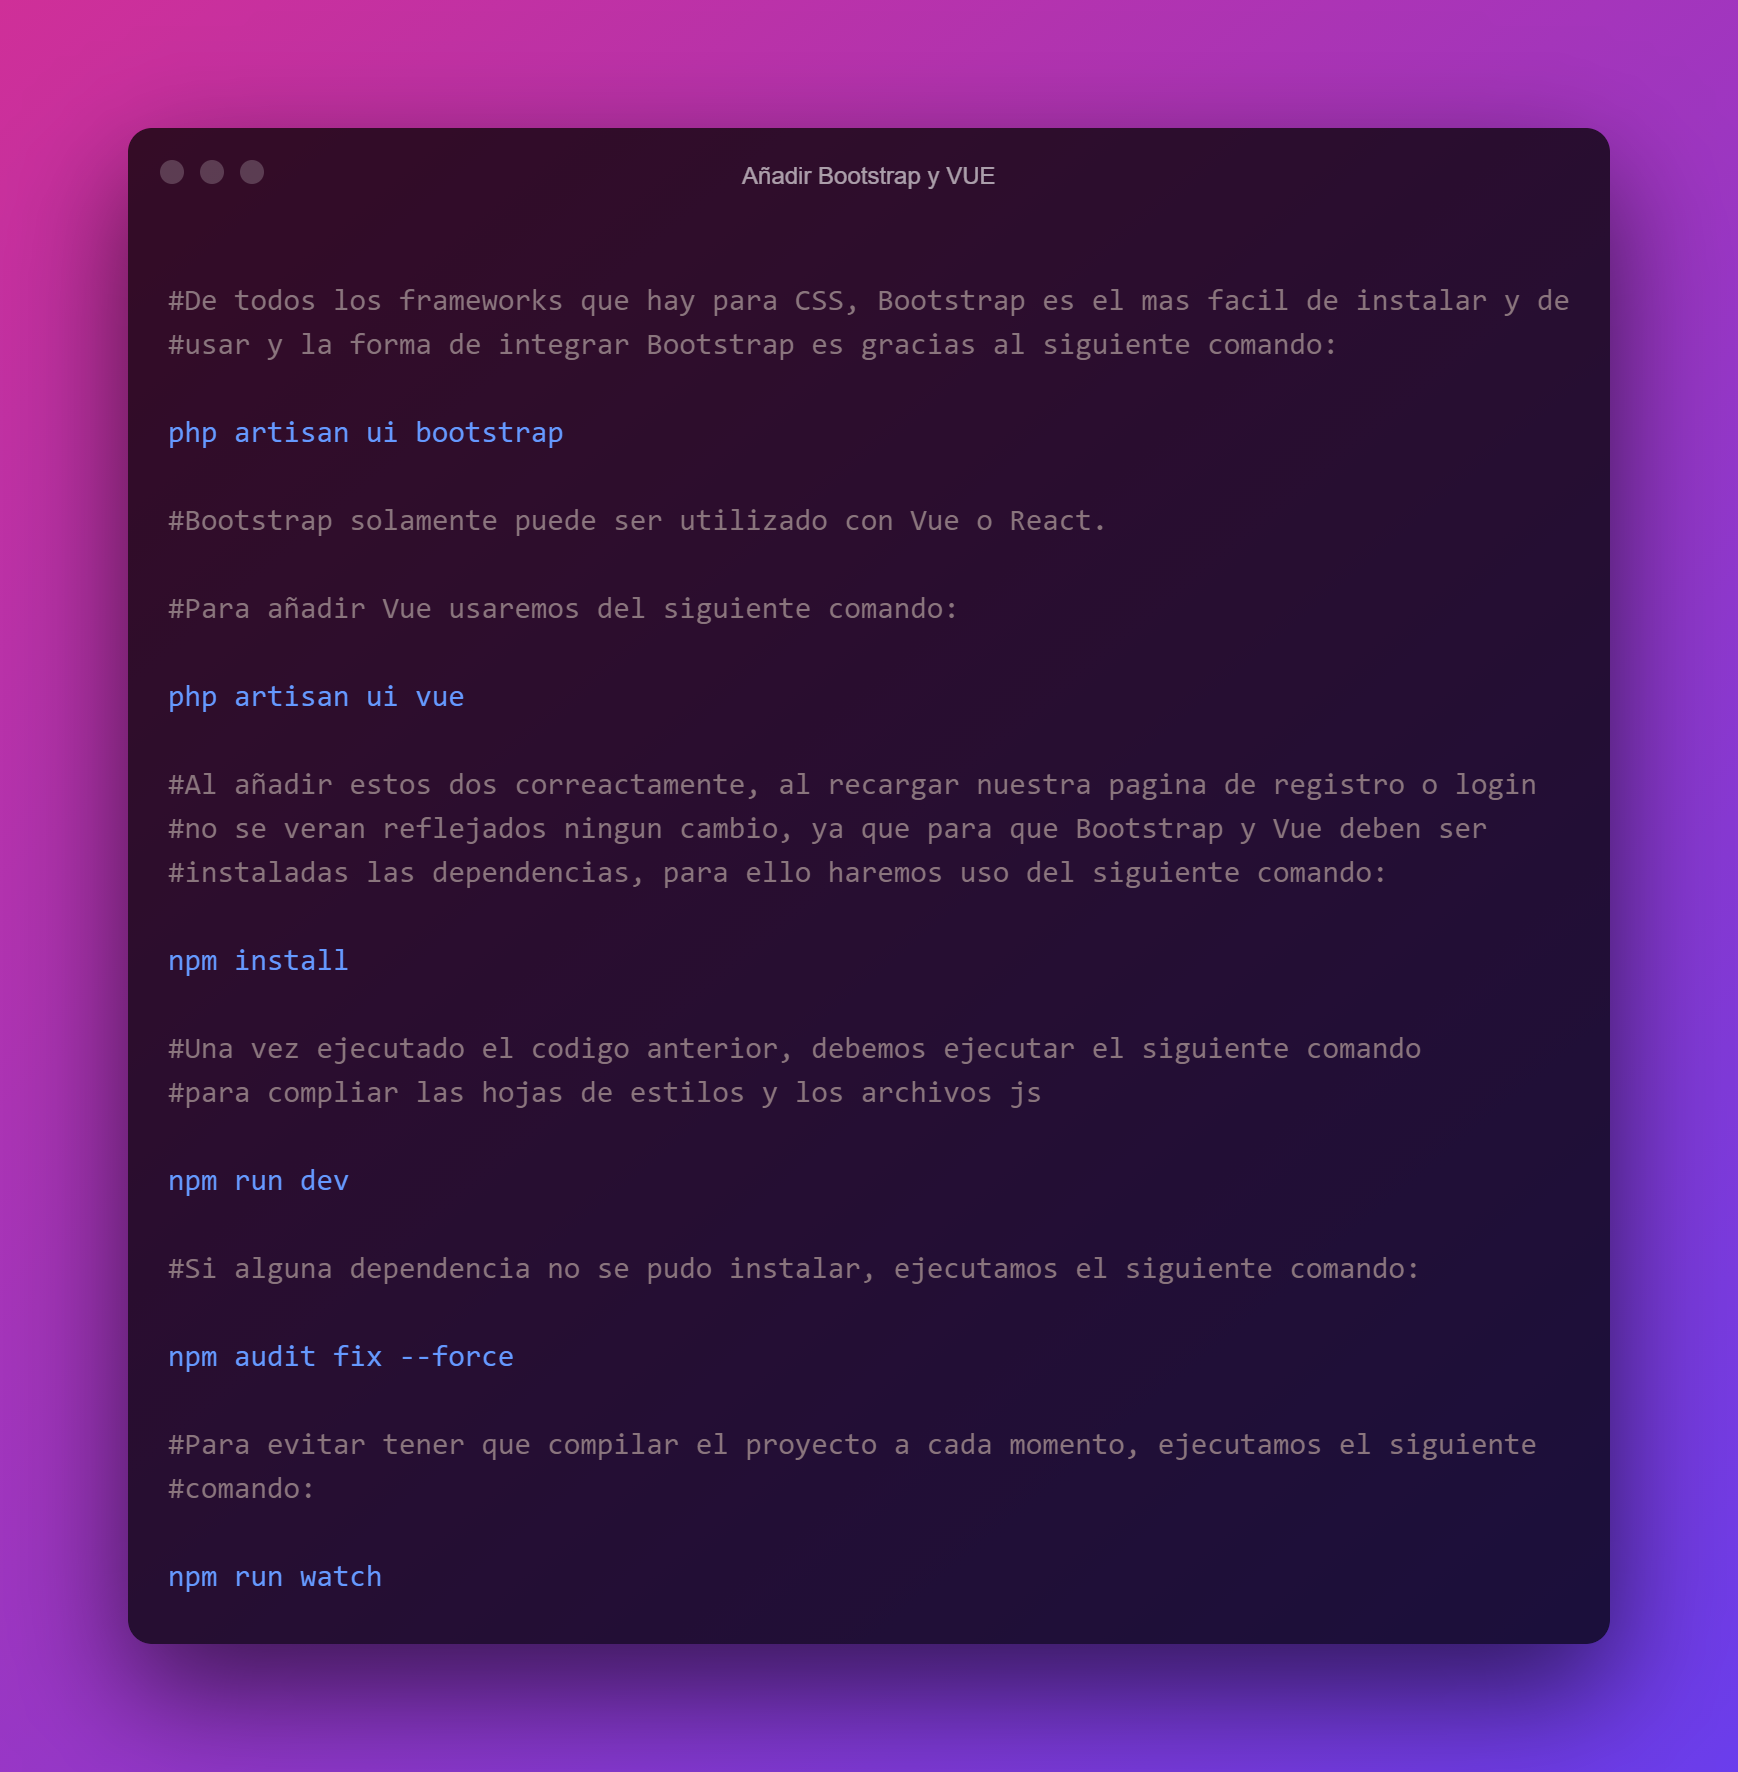 Añadir Bootstrap y VUE
#De todos los frameworks que hay para CSS, Bootstrap es el mas facil de instalar y de
#usar y la forma de integrar Bootstrap es gracias al siguiente comando:
php artisan ui bootstrap
#Bootstrap solamente puede ser utilizado con Vue o React.
#Para añadir Vue usaremos del siguiente comando:
php artisan ui vue
#Al añadir estos dos correactamente, al recargar nuestra pagina de registro o login
#no se veran reflejados ningun cambio, ya que para que Bootstrap y Vue deben ser
#instaladas las dependencias, para ello haremos uso del siguiente comando:
npm install
#Una vez ejecutado el codigo anterior, debemos ejecutar el siguiente comando
#para compliar las hojas de estilos y los archivos js
npm run dev
#Si alguna dependencia no se pudo instalar, ejecutamos el siguiente comando:
npm audit fix --force
#Para evitar tener que compilar el proyecto a cada momento, ejecutamos el siguiente
#comando:
npm run watch